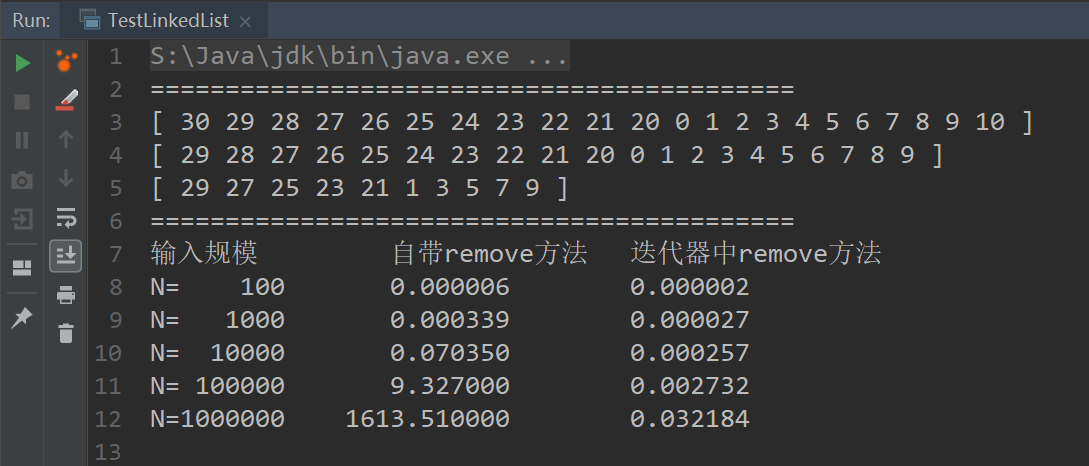 Run: TestLinkedList ×
1 S:\Java\jdk\bin\java.exe ...
2 ===========================================
3 [ 30 29 28 27 26 25 24 23 22 21 20 0 1 2 3 4 5 6 7 8 9 10 ]
4 [ 29 28 27 26 25 24 23 22 21 20 0 1 2 3 4 5 6 7 8 9 ]
5 [ 29 27 25 23 21 1 3 5 7 9 ]
6 ===========================================
7 输入规模 自带remove方法 迭代器中remove方法
8 N= 100 0.000006 0.000002
9 N= 1000 0.000339 0.000027
10 N= 10000 0.070350 0.000257
11 N= 100000 9.327000 0.002732
12 N=1000000 1613.510000 0.032184
13